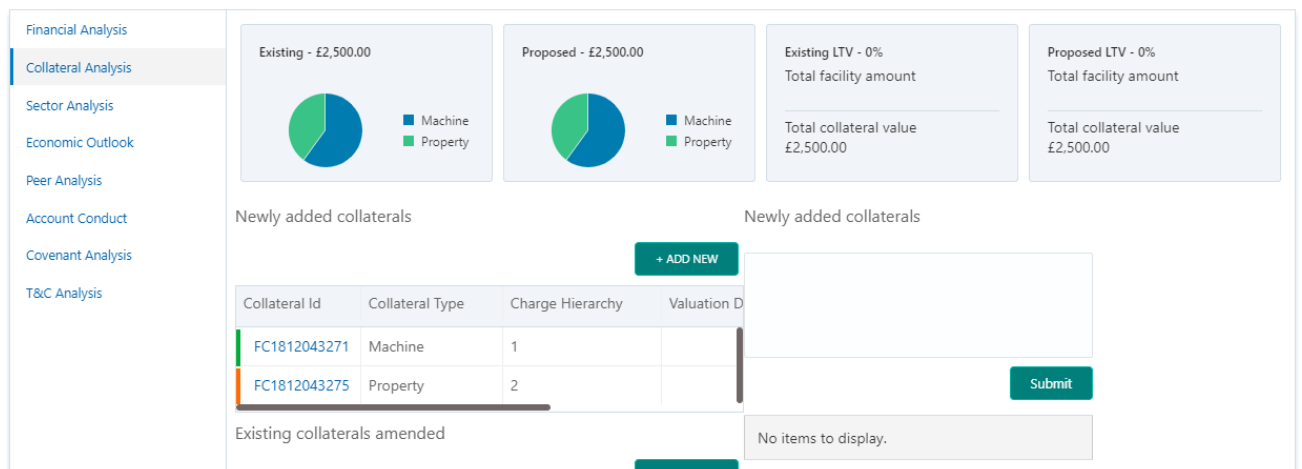 Financial Analysis
Collateral Analysis
Sector Analysis
Economic Outlook
Peer Analysis
Account Conduct
Covenant Analysis
T&C Analysis
Existing - £2,500.00
Machine
Property
Proposed - £2,500.00
Machine
Property
Existing LTV - 0%
Total facility amount
Total collateral value
£2,500.00
Proposed LTV - 0%
Total facility amount
Total collateral value
£2,500.00
Newly added collaterals
+ ADD NEW
Collateral Id Collateral Type Charge Hierarchy Valuation D
FC1812043271 Machine 1
FC1812043275 Property 2
Existing collaterals amended
Newly added collaterals
Submit
No items to display.